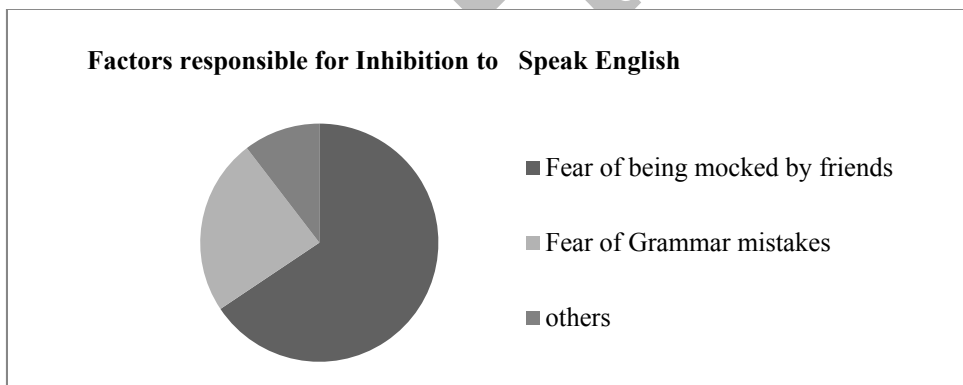 Factors responsible for Inhibition to Speak English
Fear of being mocked by friends
Fear of Grammar mistakes
others